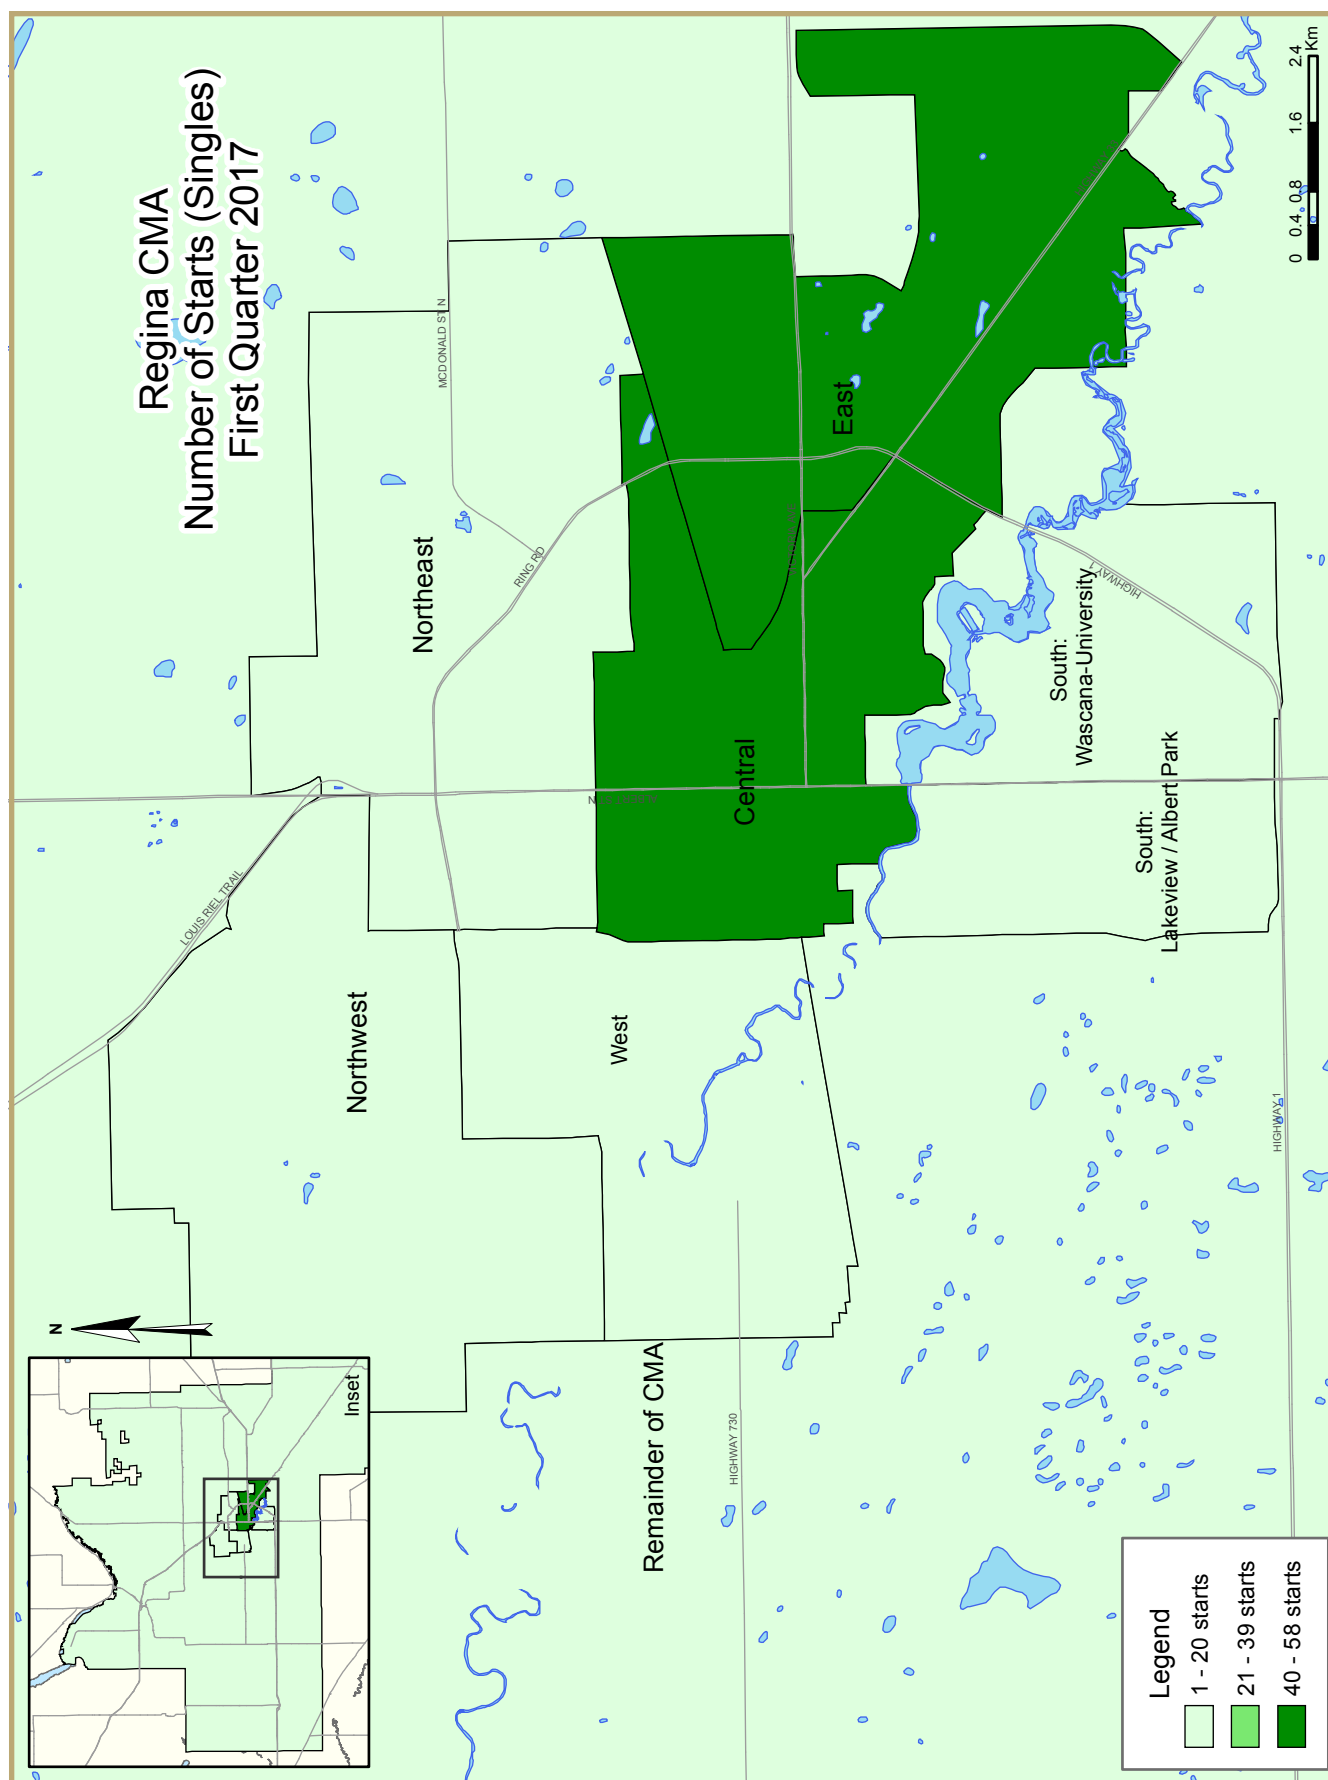 Regina CMA
Number of Starts (Singles)
First Quarter 2017
N
Inset
LOUIS RIEL TRAIL
MCDONALD ST N
RING RD
Northwest
Northeast
West
Central
East
Remainder of CMA
HIGHWAY 730
South:
Wascana-University
South:
Lakeview / Albert Park
HIGHWAY 1
HIGHWAY 1
Legend
1 - 20 starts
21 - 39 starts
40 - 58 starts
0 0.4 0.8 1.6 2.4
Km